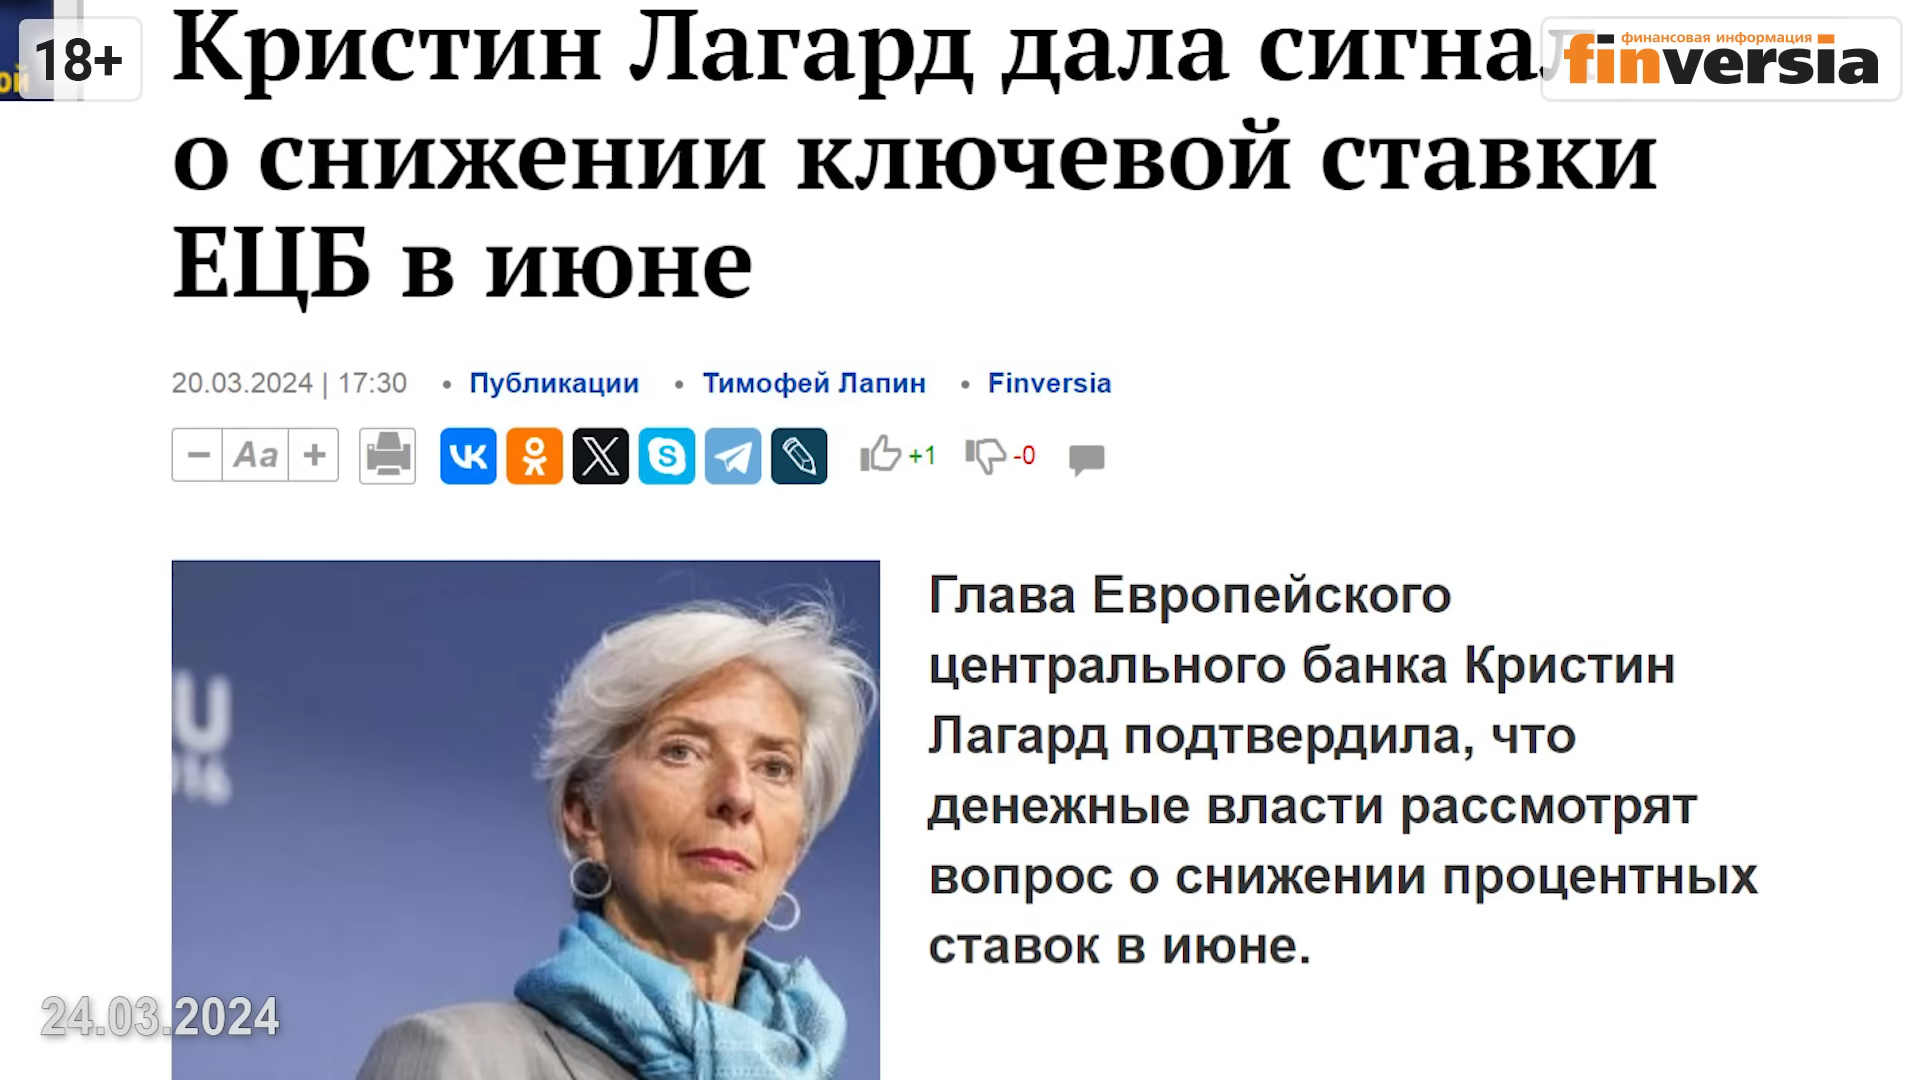 18+
ой
Кристин Лагард дала сигнал
финансовая информация
finversia
о снижении ключевой ставки
ЕЦБ в июне
20.03.2024 | 17:30 • Публикации • Тимофей Лапин • Finversia
− Aa + +1 -0
U
16
Глава Европейского
центрального банка Кристин
Лагард подтвердила, что
денежные власти рассмотрят
вопрос о снижении процентных
ставок в июне.
24.03.2024